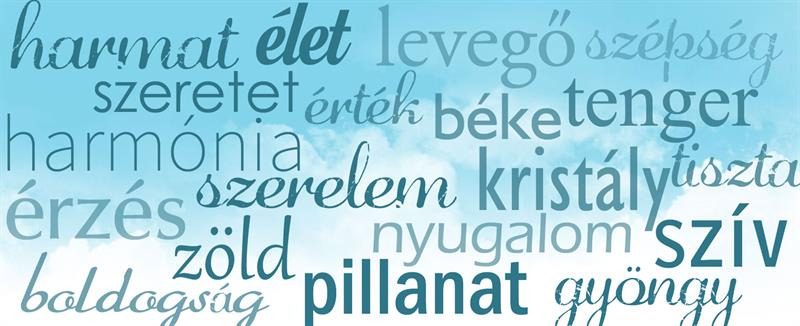 harmat élet levegő szépség
szeretet érték béke tenger
harmónia szerelem kristály tiszta
érzés zöld nyugalom szív
boldogság pillanat gyöngy